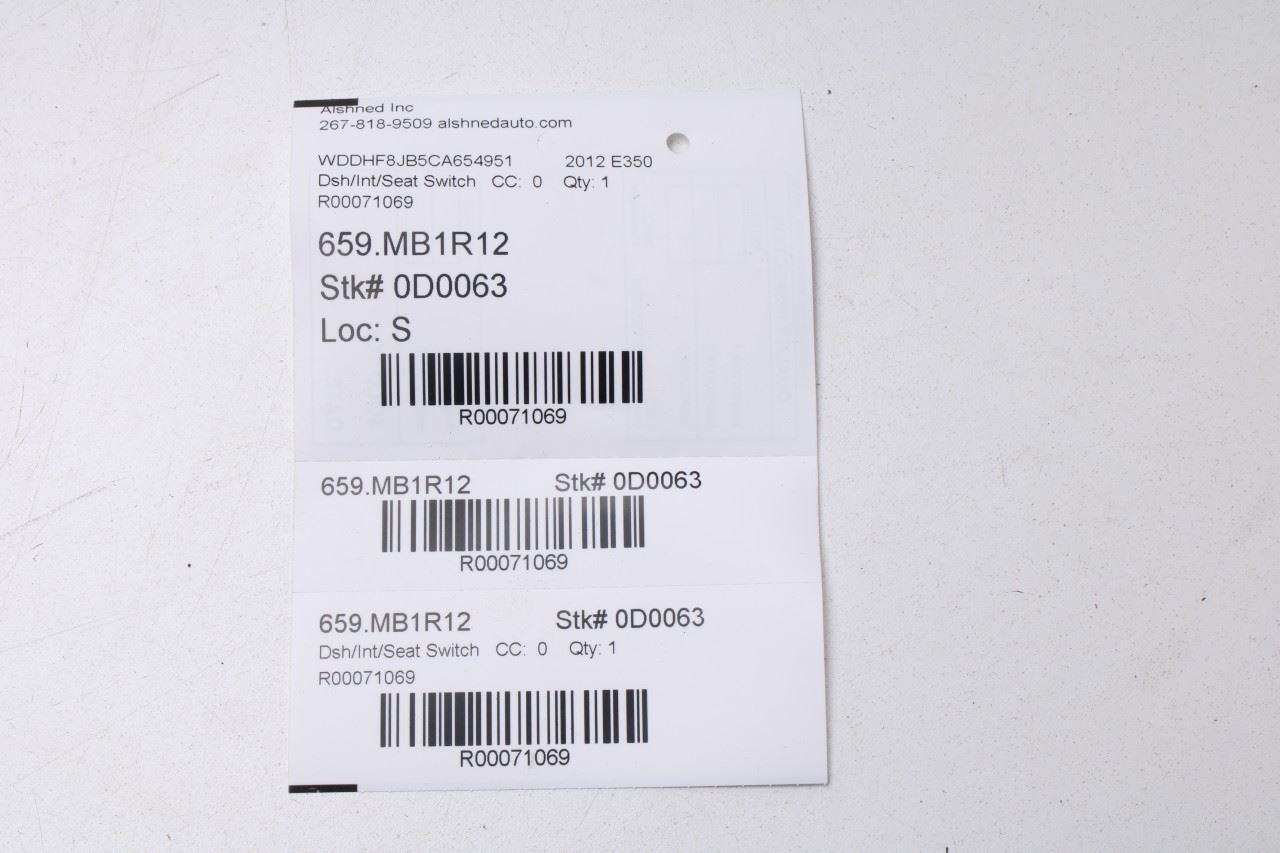 Alshned Inc
267-818-9509 alshnedauto.com
WDDHF8JB5CA654951 2012 E350
Dsh/Int/Seat Switch CC: 0 Qty: 1
R00071069
659.MB1R12
Stk# 0D0063
Loc: S
R00071069
659.MB1R12 Stk# 0D0063
R00071069
659.MB1R12 Stk# 0D0063
Dsh/Int/Seat Switch CC: 0 Qty: 1
R00071069
R00071069